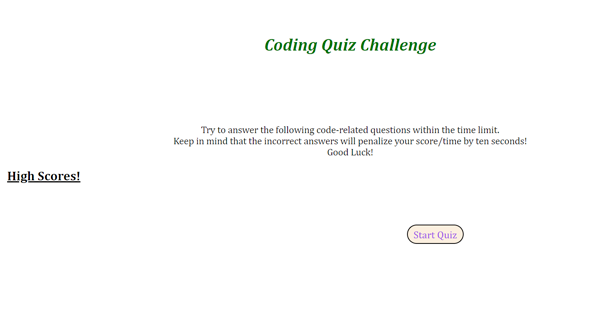 Coding Quiz Challenge
Try to answer the following code-related questions within the time limit.
Keep in mind that the incorrect answers will penalize your score/time by ten seconds!
Good Luck!
High Scores!
Start Quiz